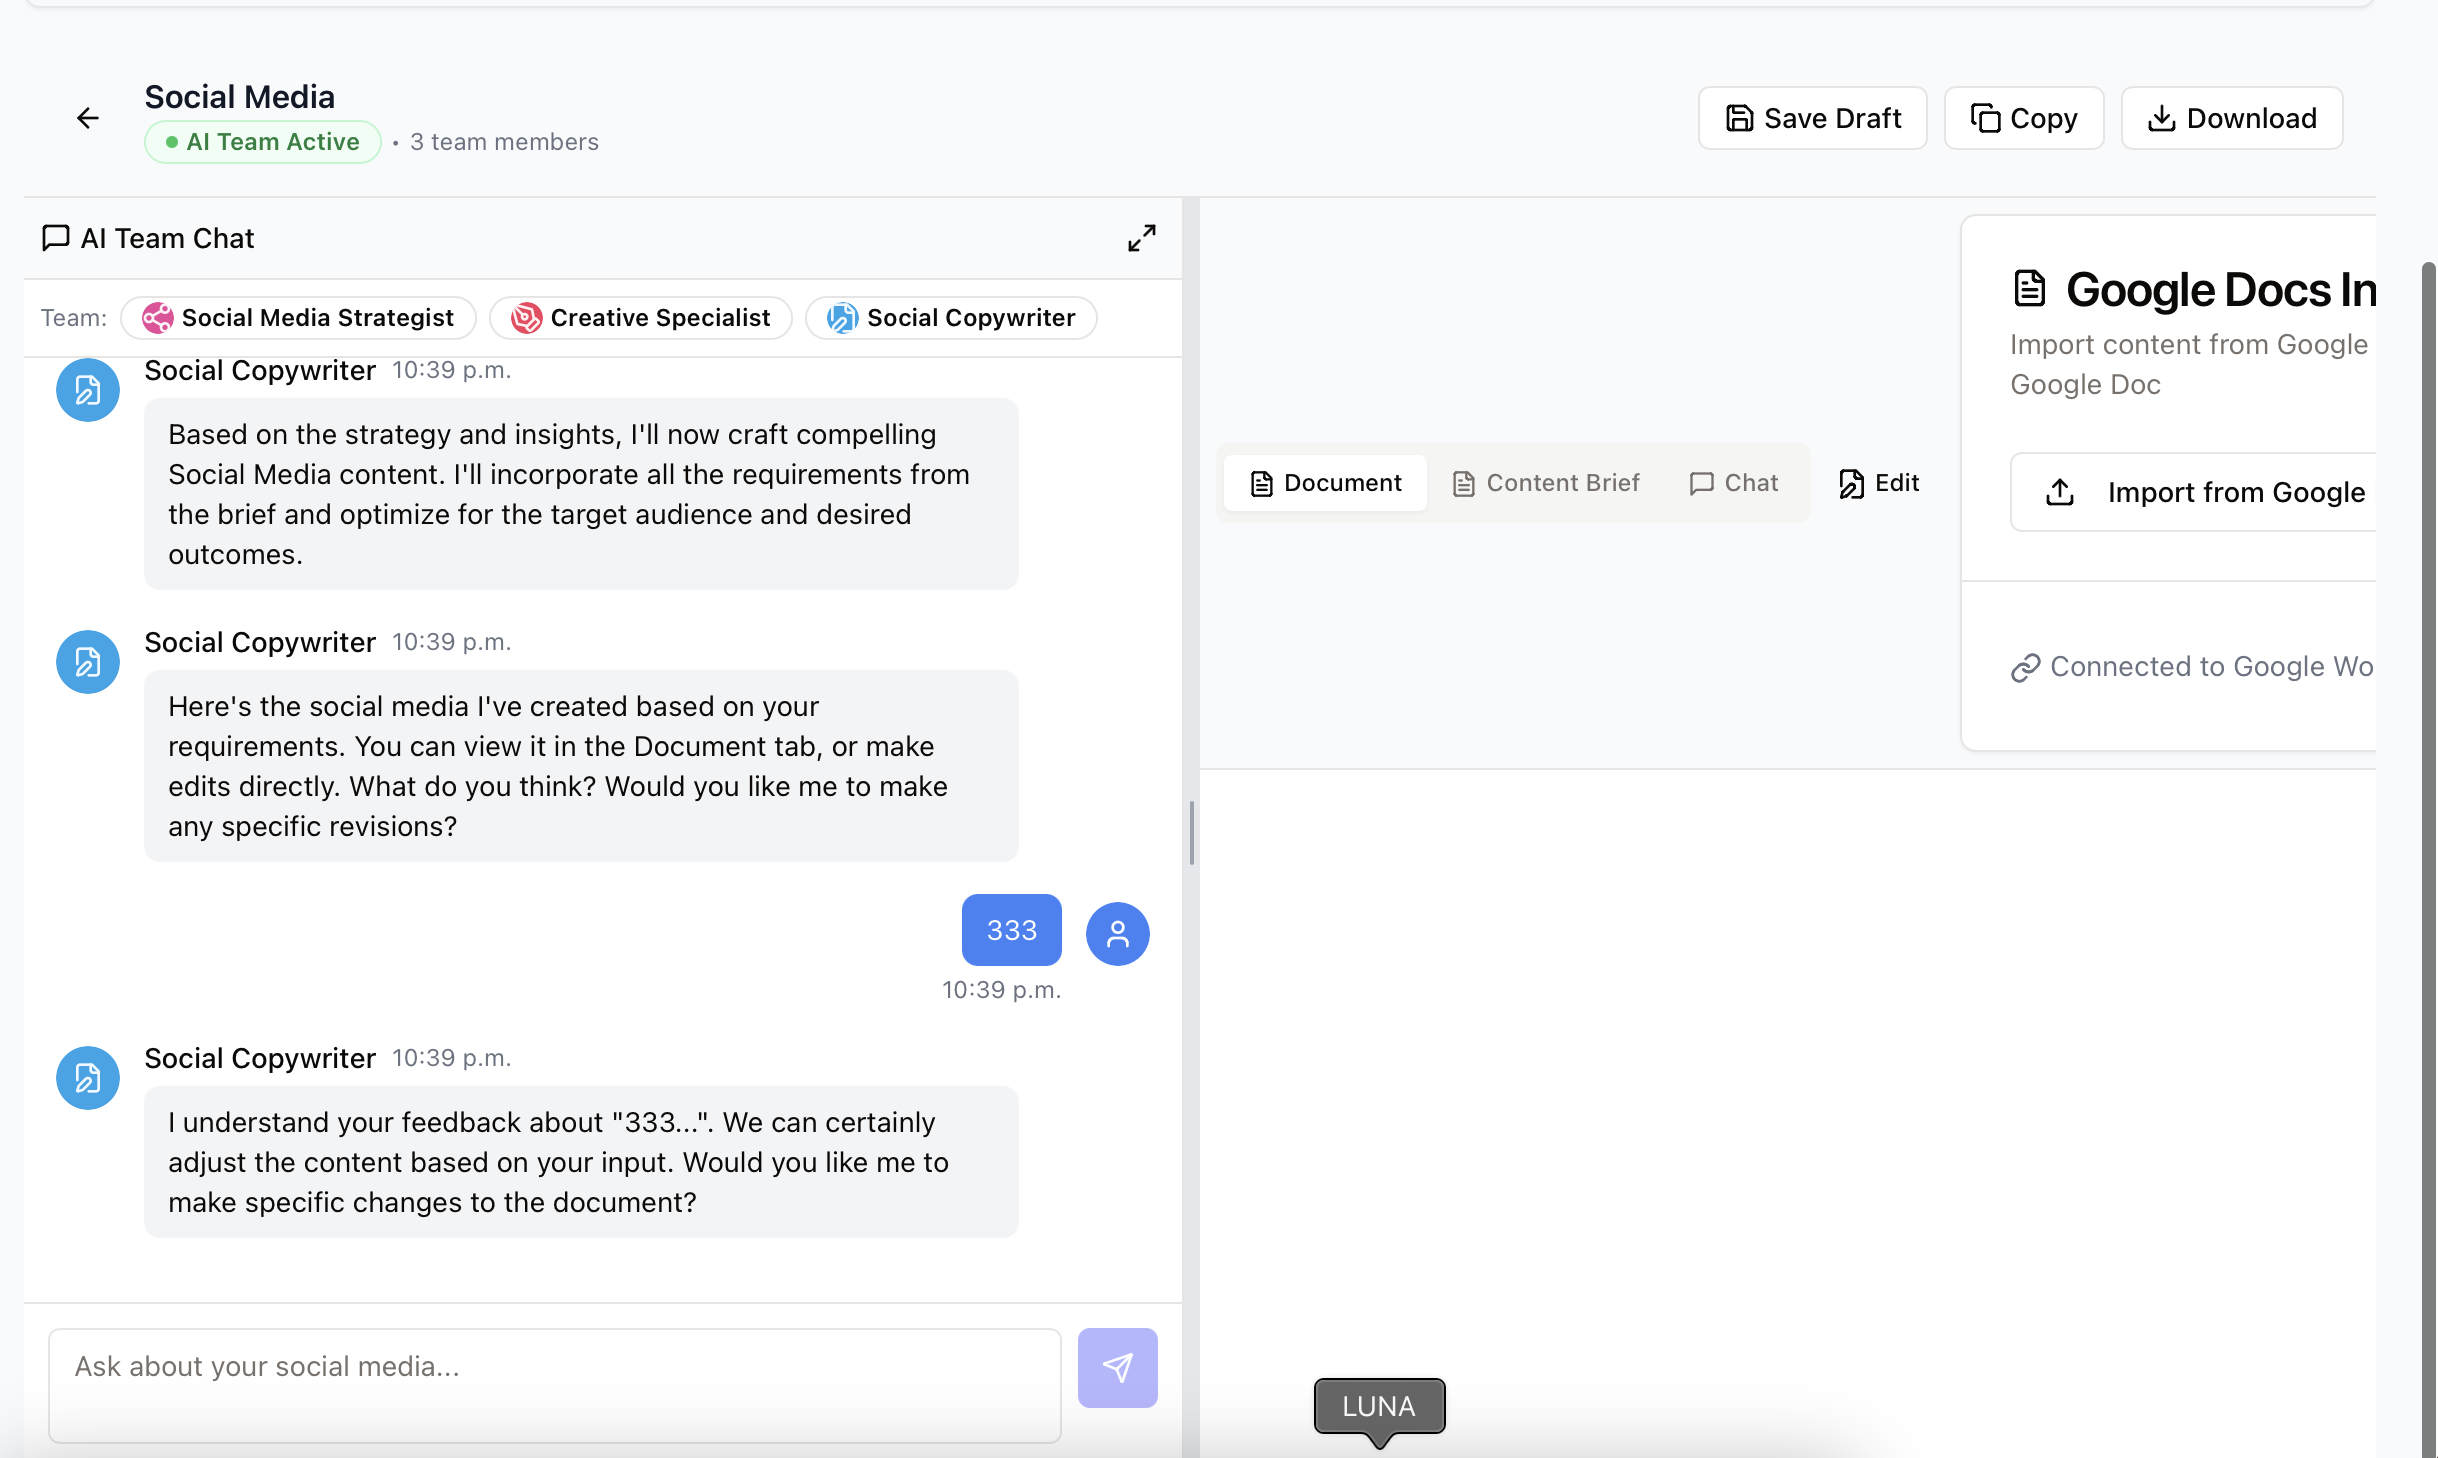 Social Media
AI Team Active
• 3 team members
Save Draft
Copy
Download
AI Team Chat
Team:
Social Media Strategist
Creative Specialist
Social Copywriter
Social Copywriter 10:39 p.m.
Based on the strategy and insights, I'll now craft compelling
Social Media content. I'll incorporate all the requirements from
the brief and optimize for the target audience and desired
outcomes.
Social Copywriter 10:39 p.m.
Here's the social media I've created based on your
requirements. You can view it in the Document tab, or make
edits directly. What do you think? Would you like me to make
any specific revisions?
333
10:39 p.m.
Social Copywriter 10:39 p.m.
I understand your feedback about "333...". We can certainly
adjust the content based on your input. Would you like me to
make specific changes to the document?
Ask about your social media...
Document
Content Brief
Chat
Edit
Google Docs In
Import content from Google
Google Doc
Import from Google
Connected to Google Wo
LUNA